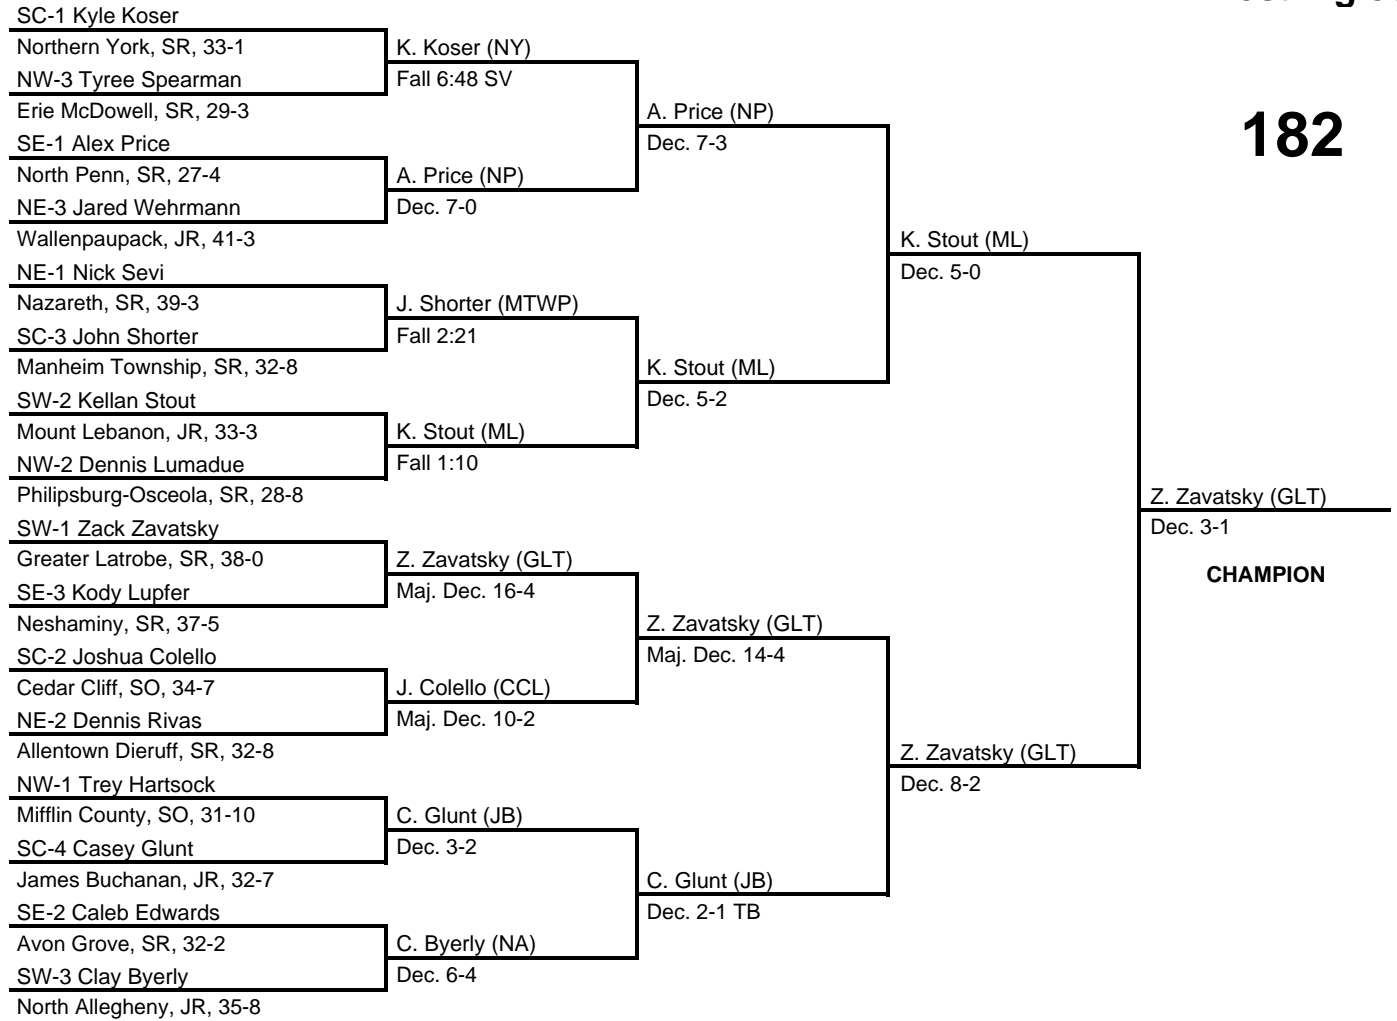 SC-1 Kyle Koser
Northern York, SR, 33-1
NW-3 Tyree Spearman
Erie McDowell, SR, 29-3
SE-1 Alex Price
North Penn, SR, 27-4
NE-3 Jared Wehrmann
Wallenpaupack, JR, 41-3
NE-1 Nick Sevi
Nazareth, SR, 39-3
SC-3 John Shorter
Manheim Township, SR, 32-8
SW-2 Kellan Stout
Mount Lebanon, JR, 33-3
NW-2 Dennis Lumadue
Philipsburg-Osceola, SR, 28-8
SW-1 Zack Zavatsky
Greater Latrobe, SR, 38-0
SE-3 Kody Lupfer
Neshaminy, SR, 37-5
SC-2 Joshua Colello
Cedar Cliff, SO, 34-7
NE-2 Dennis Rivas
Allentown Dieruff, SR, 32-8
NW-1 Trey Hartsock
Mifflin County, SO, 31-10
SC-4 Casey Glunt
James Buchanan, JR, 32-7
SE-2 Caleb Edwards
Avon Grove, SR, 32-2
SW-3 Clay Byerly
North Allegheny, JR, 35-8
K. Koser (NY)
Fall 6:48 SV
A. Price (NP)
Dec. 7-0
J. Shorter (MTWP)
Fall 2:21
K. Stout (ML)
Fall 1:10
Z. Zavatsky (GLT)
Maj. Dec. 16-4
J. Colello (CCL)
Maj. Dec. 10-2
C. Glunt (JB)
Dec. 3-2
C. Byerly (NA)
Dec. 6-4
A. Price (NP)
Dec. 7-3
K. Stout (ML)
Dec. 5-2
Z. Zavatsky (GLT)
Maj. Dec. 14-4
C. Glunt (JB)
Dec. 2-1 TB
K. Stout (ML)
Dec. 5-0
Z. Zavatsky (GLT)
Dec. 8-2
182
Z. Zavatsky (GLT)
Dec. 3-1
CHAMPION